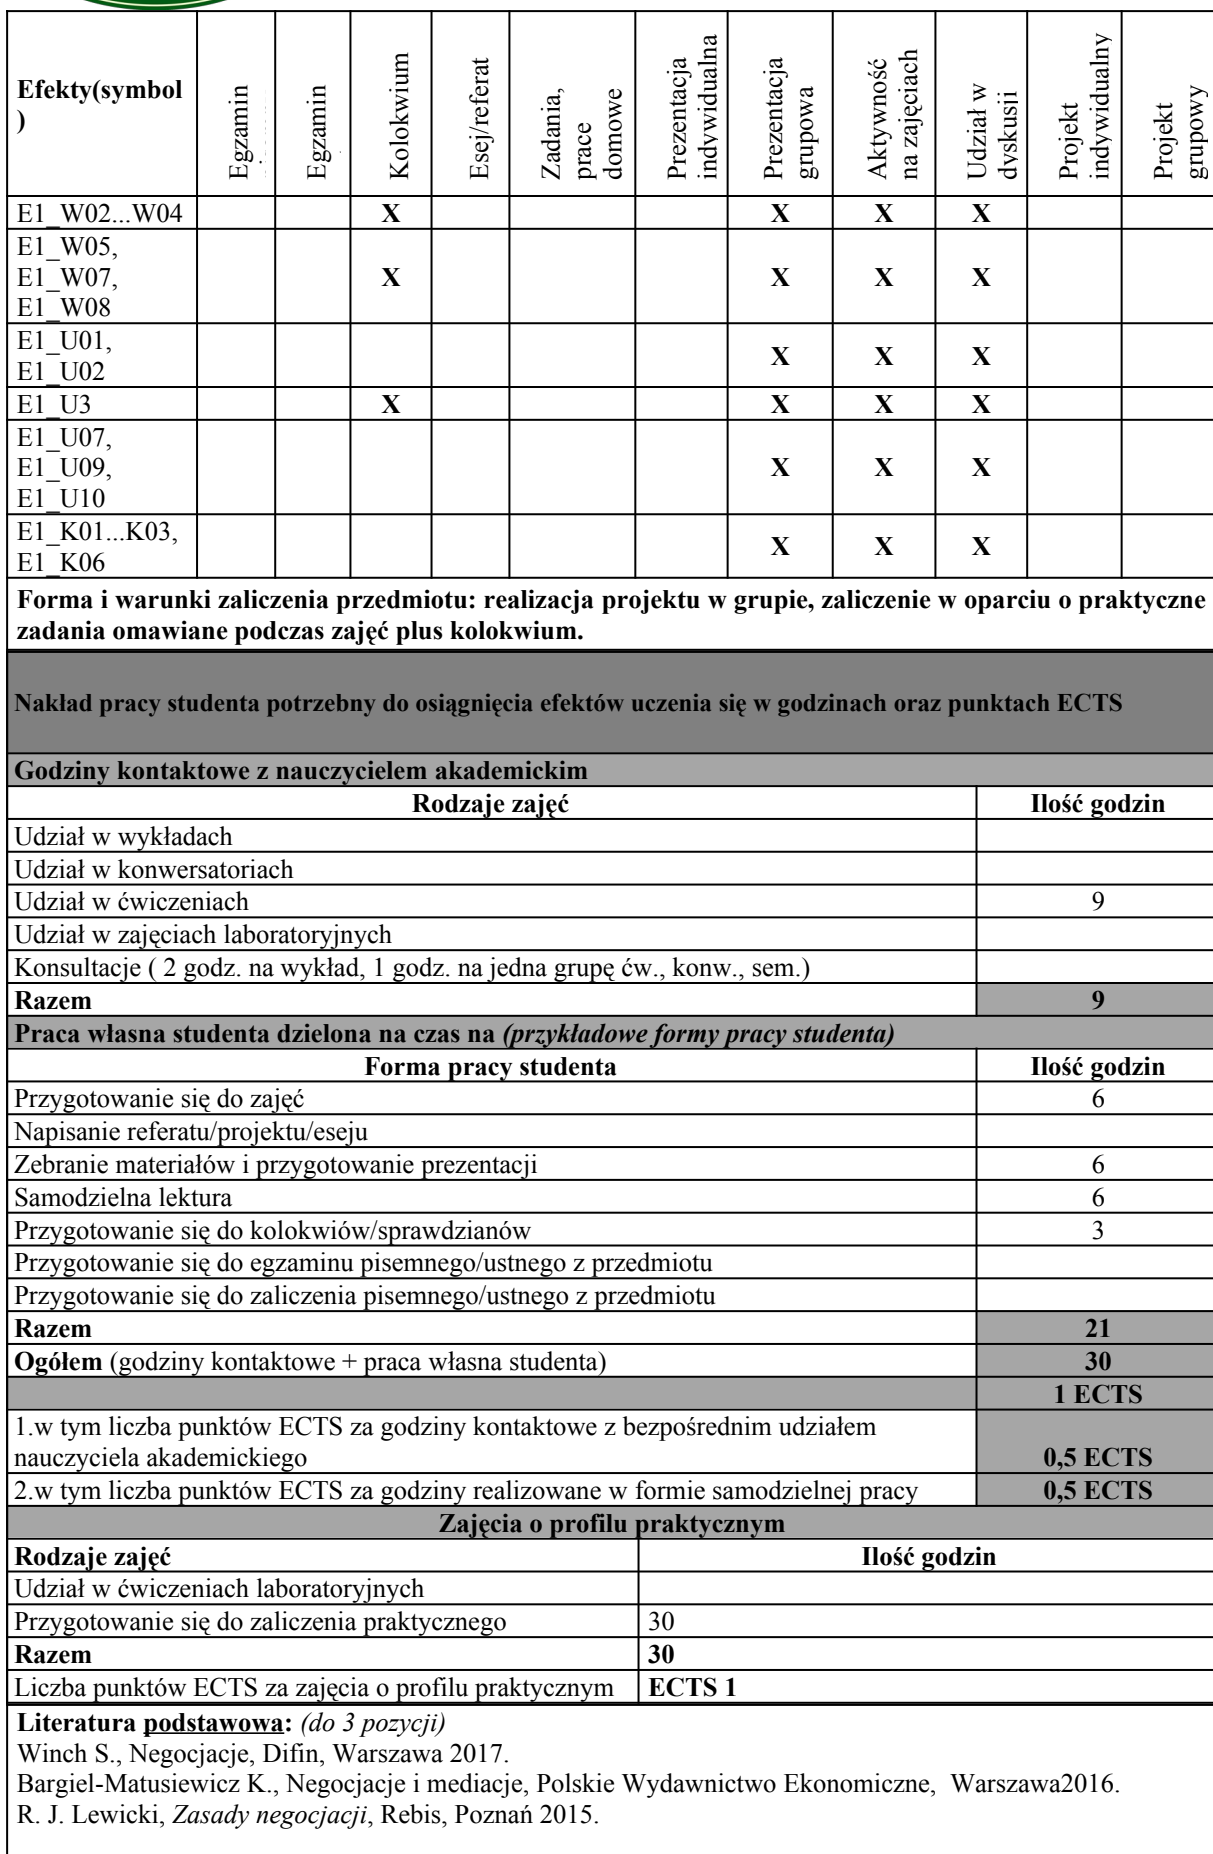 Efekty(symbol
)
Egzamin
Egzamin
Kolokwium
Esej/referat
Zadania,
prace
domowe
Prezentacja
indywidualna
Prezentacja
grupowa
Aktywność
na zajęciach
Udział w
dyskusji
Projekt
indywidualny
Projekt
grupowy
E1_W02...W04 X X X X
E1_W05,
E1_W07, X X X X
E1_W08
E1_U01,
E1_U02 X X X
E1_U3 X X X X
E1_U07,
E1_U09, X X X
E1_U10
E1_K01...K03,
E1_K06 X X X
Forma i warunki zaliczenia przedmiotu: realizacja projektu w grupie, zaliczenie w oparciu o praktyczne
zadania omawiane podczas zajęć plus kolokwium.
Nakład pracy studenta potrzebny do osiągnięcia efektów uczenia się w godzinach oraz punktach ECTS
Godziny kontaktowe z nauczycielem akademickim
Rodzaje zajęć Ilość godzin
Udział w wykładach
Udział w konwersatoriach
Udział w ćwiczeniach 9
Udział w zajęciach laboratoryjnych
Konsultacje ( 2 godz. na wykład, 1 godz. na jedna grupę ćw., konw., sem.)
Razem 9
Praca własna studenta dzielona na czas na (przykładowe formy pracy studenta)
Forma pracy studenta Ilość godzin
Przygotowanie się do zajęć 6
Napisanie referatu/projektu/eseju
Zebranie materiałów i przygotowanie prezentacji 6
Samodzielna lektura 6
Przygotowanie się do kolokwiów/sprawdzianów 3
Przygotowanie się do egzaminu pisemnego/ustnego z przedmiotu
Przygotowanie się do zaliczenia pisemnego/ustnego z przedmiotu
Razem 21
Ogółem (godziny kontaktowe + praca własna studenta) 30
1 ECTS
1.w tym liczba punktów ECTS za godziny kontaktowe z bezpośrednim udziałem
nauczyciela akademickiego 0,5 ECTS
2.w tym liczba punktów ECTS za godziny realizowane w formie samodzielnej pracy 0,5 ECTS
Zajęcia o profilu praktycznym
Rodzaje zajęć Ilość godzin
Udział w ćwiczeniach laboratoryjnych
Przygotowanie się do zaliczenia praktycznego 30
Razem 30
Liczba punktów ECTS za zajęcia o profilu praktycznym ECTS 1
Literatura podstawowa: (do 3 pozycji)
Winch S., Negocjacje, Difin, Warszawa 2017.
Bargiel-Matusiewicz K., Negocjacje i mediacje, Polskie Wydawnictwo Ekonomiczne, Warszawa2016.
R. J. Lewicki, Zasady negocjacji, Rebis, Poznań 2015.